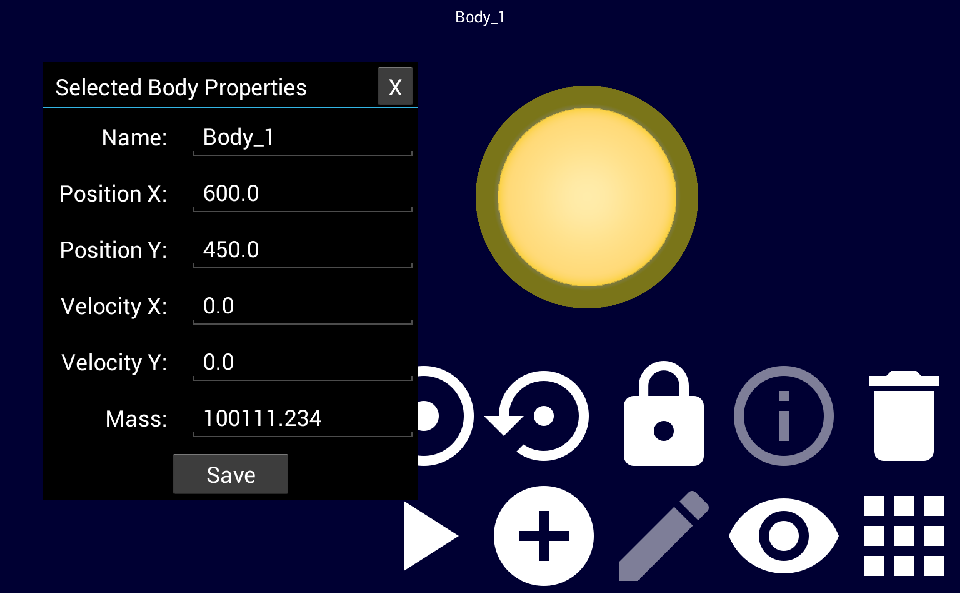 Body_1
Selected Body Properties X
Name: Body_1
Position X: 600.0
Position Y: 450.0
Velocity X: 0.0
Velocity Y: 0.0
Mass: 100111.234
Save